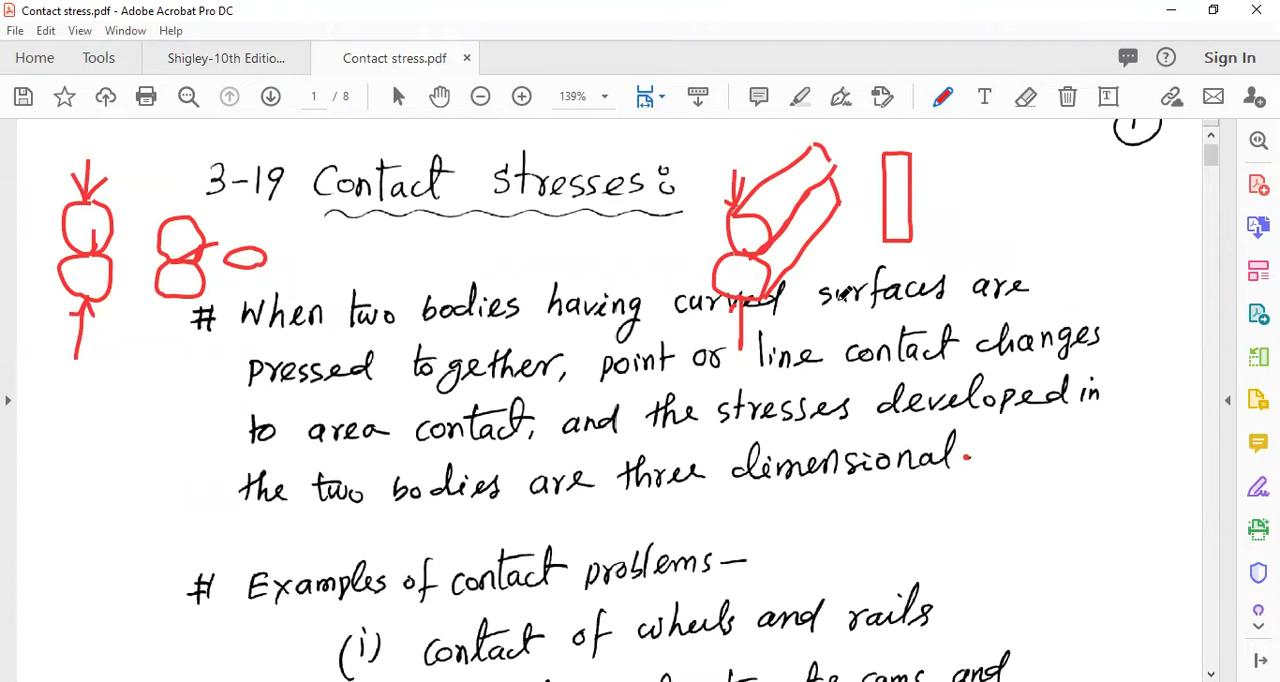 Contact stress.pdf - Adobe Acrobat Pro DC
File Edit View Window Help
Home Tools Shigley-10th Editio... Contact stress.pdf × Sign In
1 / 8 139%
1
3-19 Contact stresses:
# When two bodies having curved surfaces are
pressed together, point or line contact changes
to area contact, and the stresses developed in
the two bodies are three dimensional.
# Examples of contact problems—
(i) contact of wheels and rails
cams and